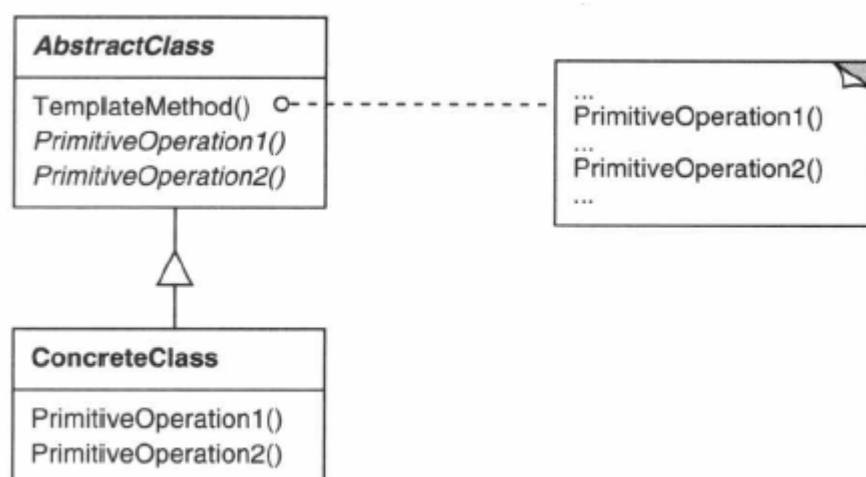 AbstractClass
TemplateMethod()
PrimitiveOperation1()
PrimitiveOperation2()
...
PrimitiveOperation1()
...
PrimitiveOperation2()
...
ConcreteClass
PrimitiveOperation1()
PrimitiveOperation2()